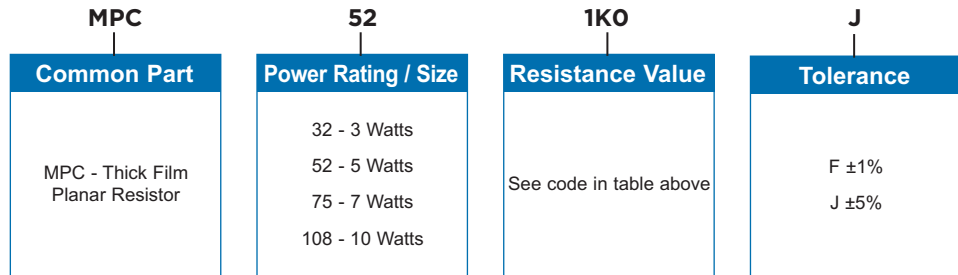 MPC 52 1K0 J
Common Part
MPC - Thick Film
Planar Resistor
Power Rating / Size
32 - 3 Watts
52 - 5 Watts
75 - 7 Watts
108 - 10 Watts
Resistance Value
See code in table above
Tolerance
F ±1%
J ±5%